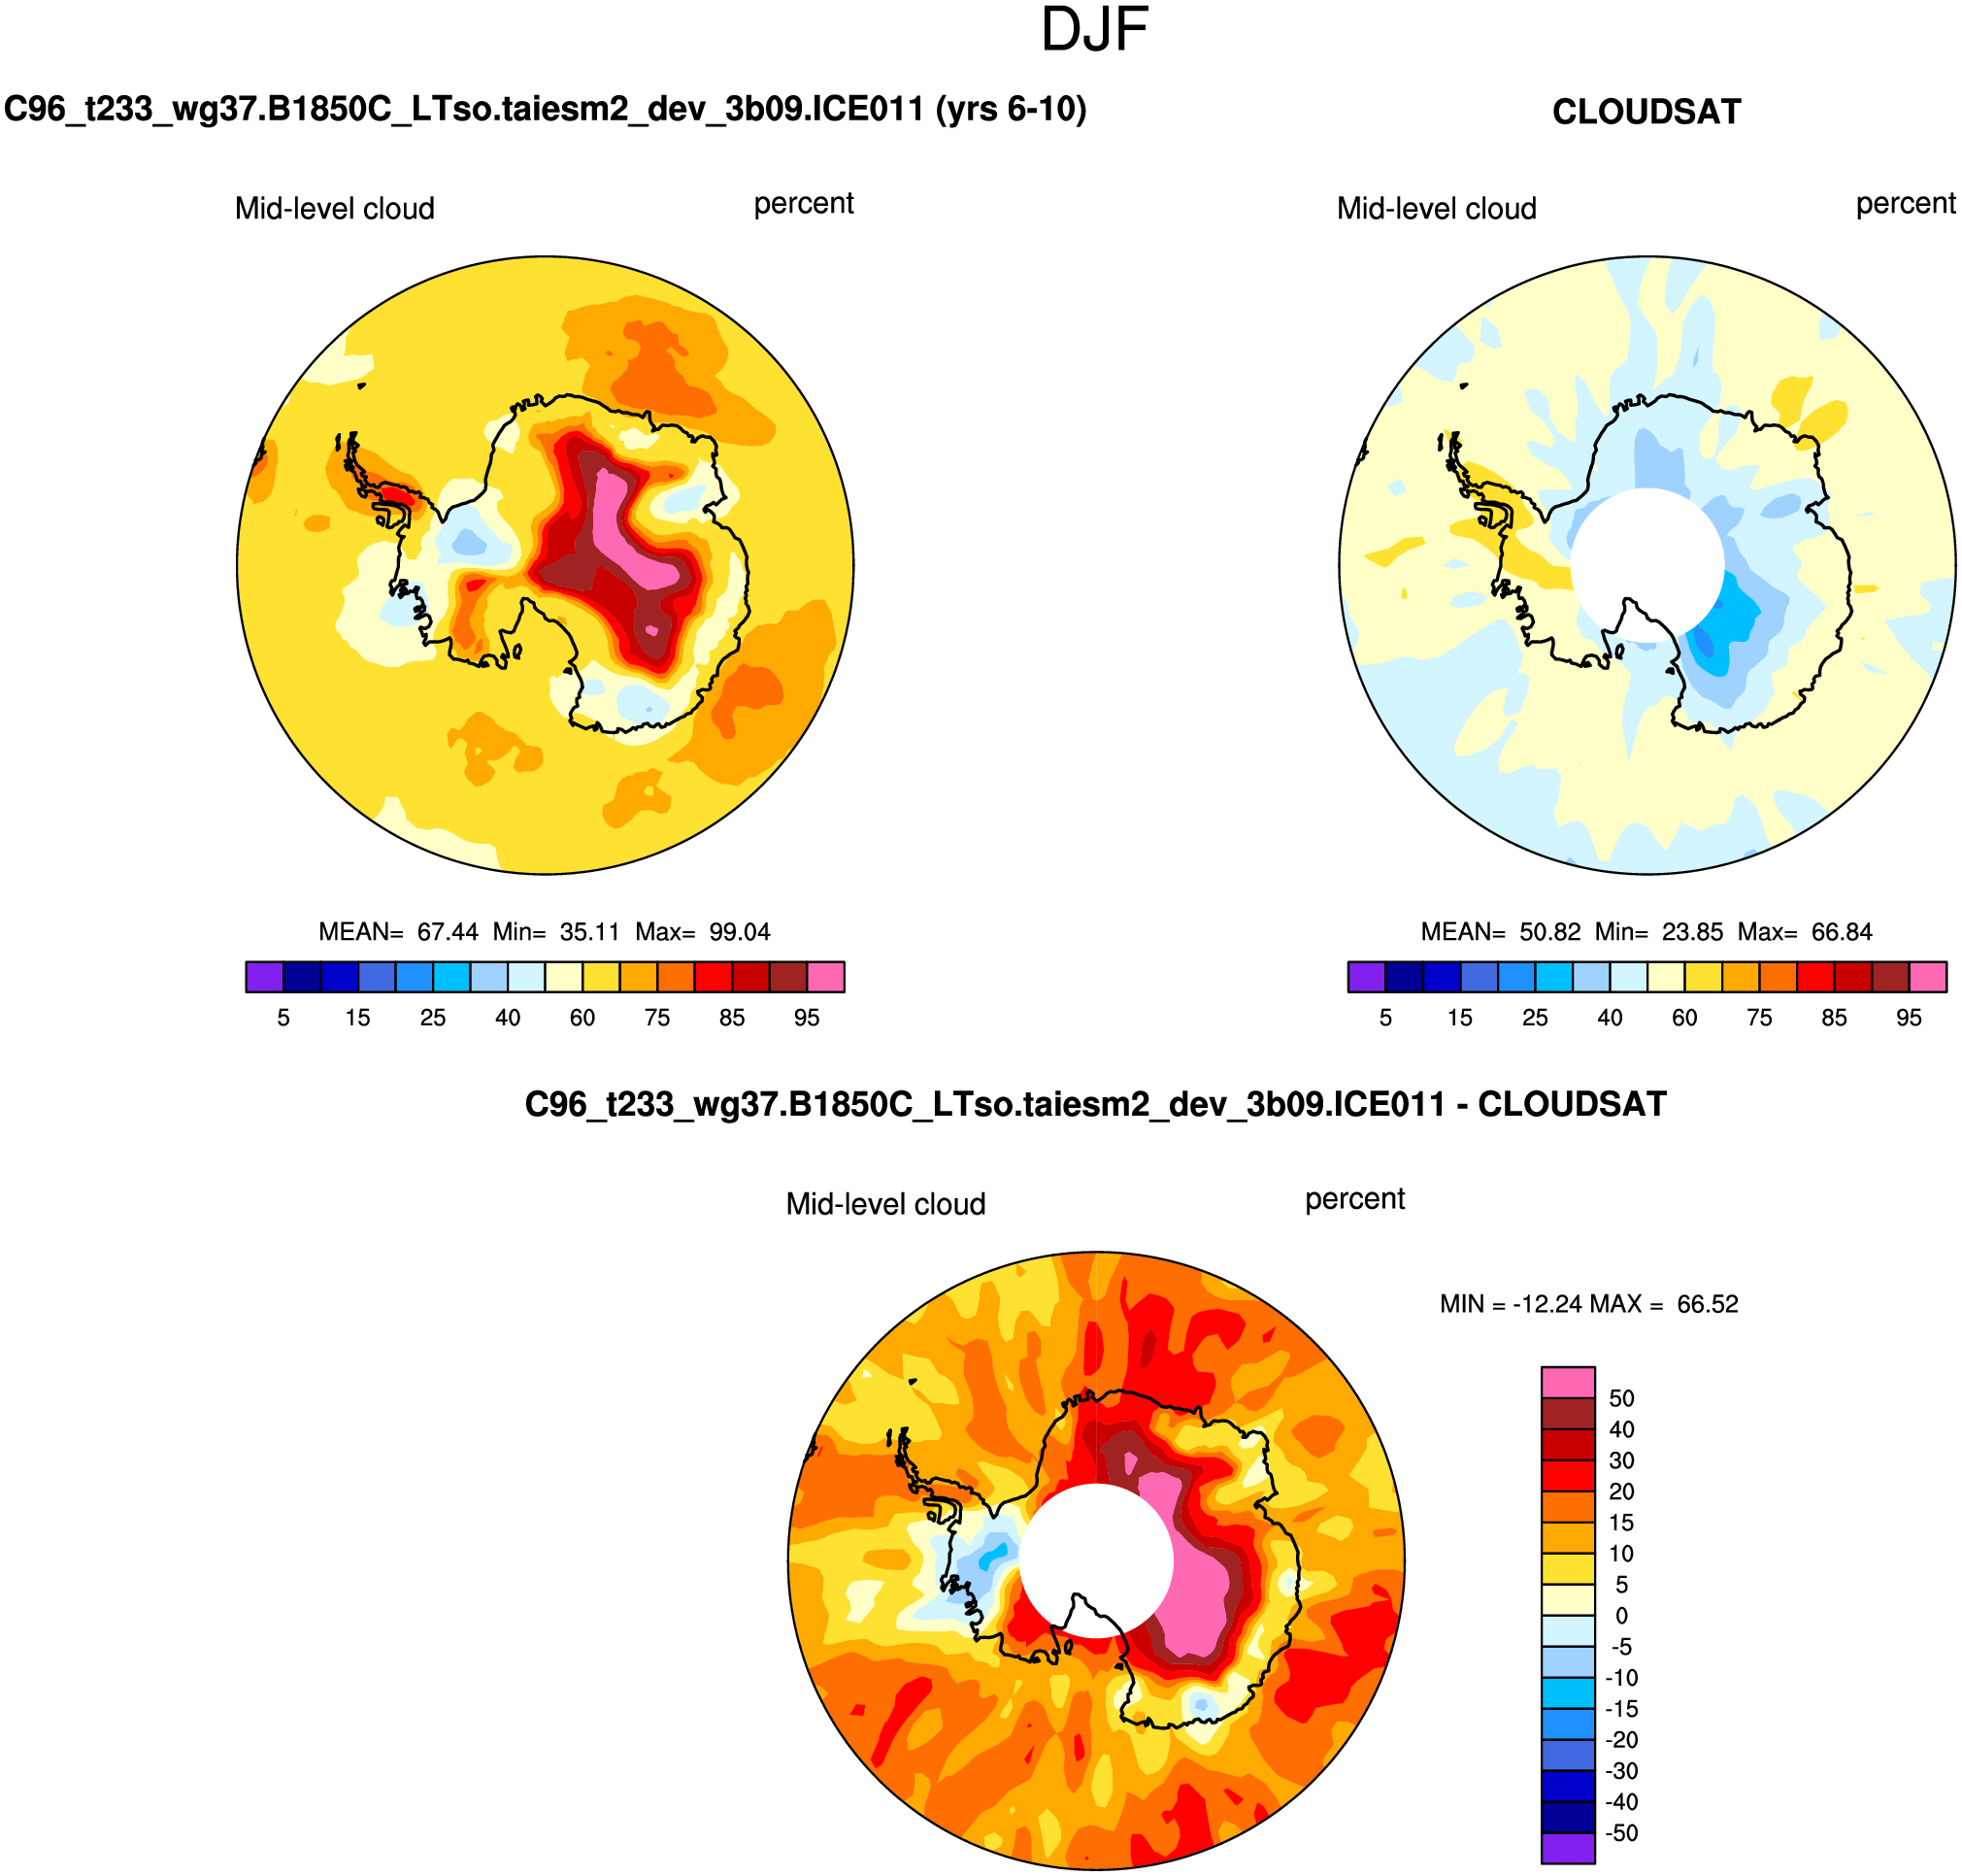 DJF
C96_t233_wg37.B1850C_LTso.taiesm2_dev_3b09.ICE011 (yrs 6-10)
CLOUDSAT
Mid-level cloud percent
Mid-level cloud percent
MEAN= 67.44 Min= 35.11 Max= 99.04
MEAN= 50.82 Min= 23.85 Max= 66.84
5 15 25 40 60 75 85 95
5 15 25 40 60 75 85 95
C96_t233_wg37.B1850C_LTso.taiesm2_dev_3b09.ICE011 - CLOUDSAT
Mid-level cloud percent
MIN = -12.24 MAX = 66.52
50
40
30
20
15
10
5
0
-5
-10
-15
-20
-30
-40
-50